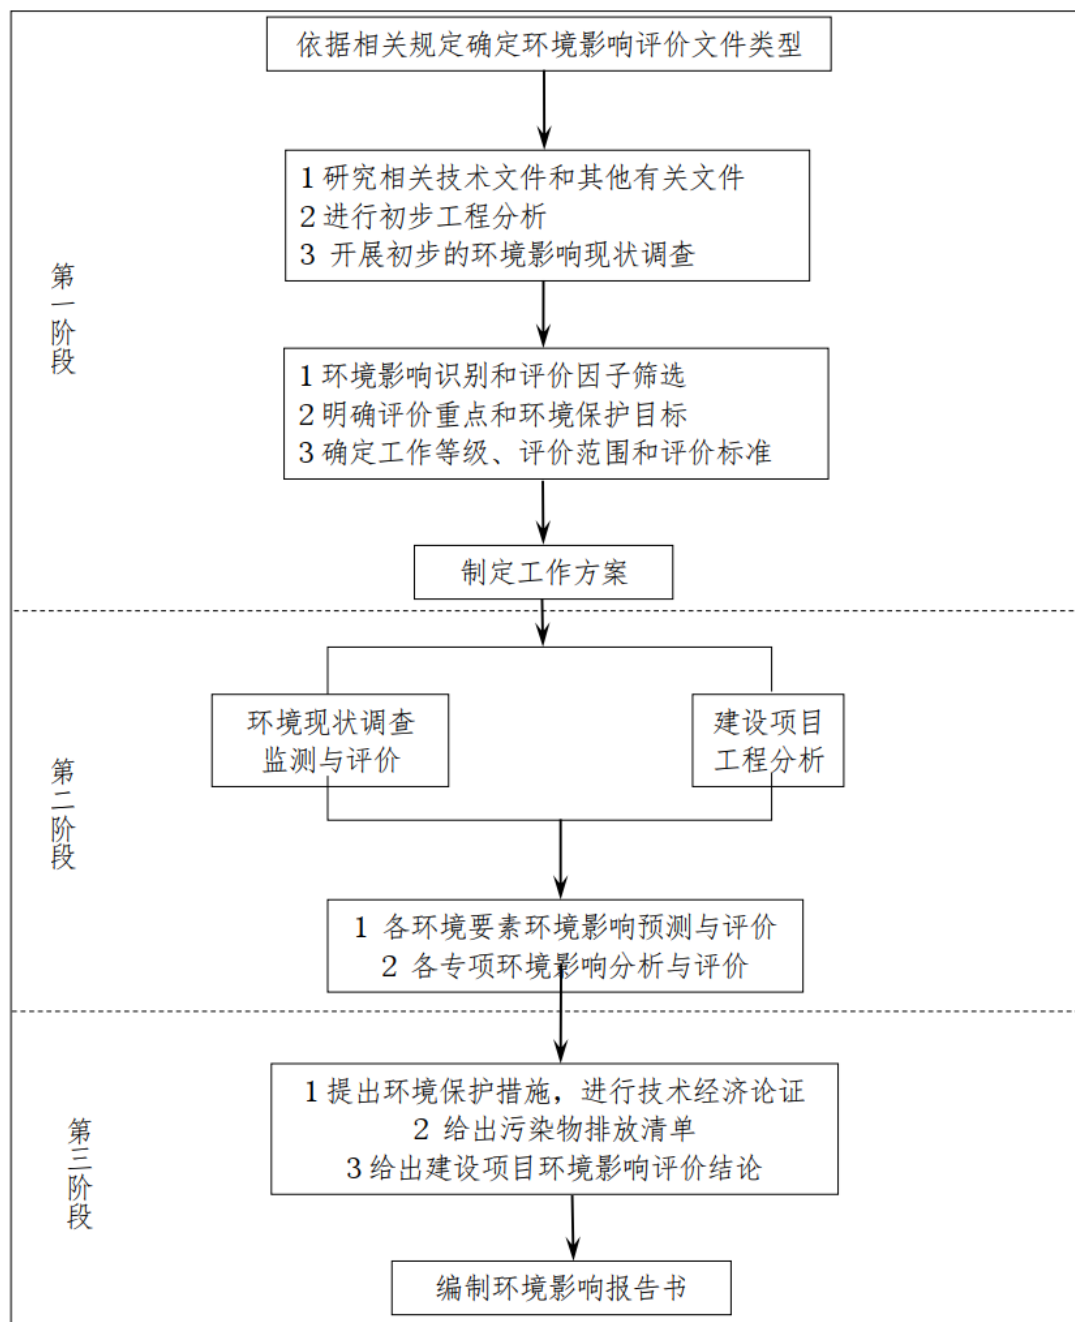 依据相关规定确定环境影响评价文件类型
1 研究相关技术文件和其他有关文件
2 进行初步工程分析
3 开展初步的环境影响现状调查
第一阶段
1 环境影响识别和评价因子筛选
2 明确评价重点和环境保护目标
3 确定工作等级、评价范围和评价标准
制定工作方案
环境现状调查
监测与评价
建设项目
工程分析
第二阶段
1 各环境要素环境影响预测与评价
2 各专项环境影响分析与评价
1 提出环境保护措施，进行技术经济论证
2 给出污染物排放清单
3 给出建设项目环境影响评价结论
第三阶段
编制环境影响报告书